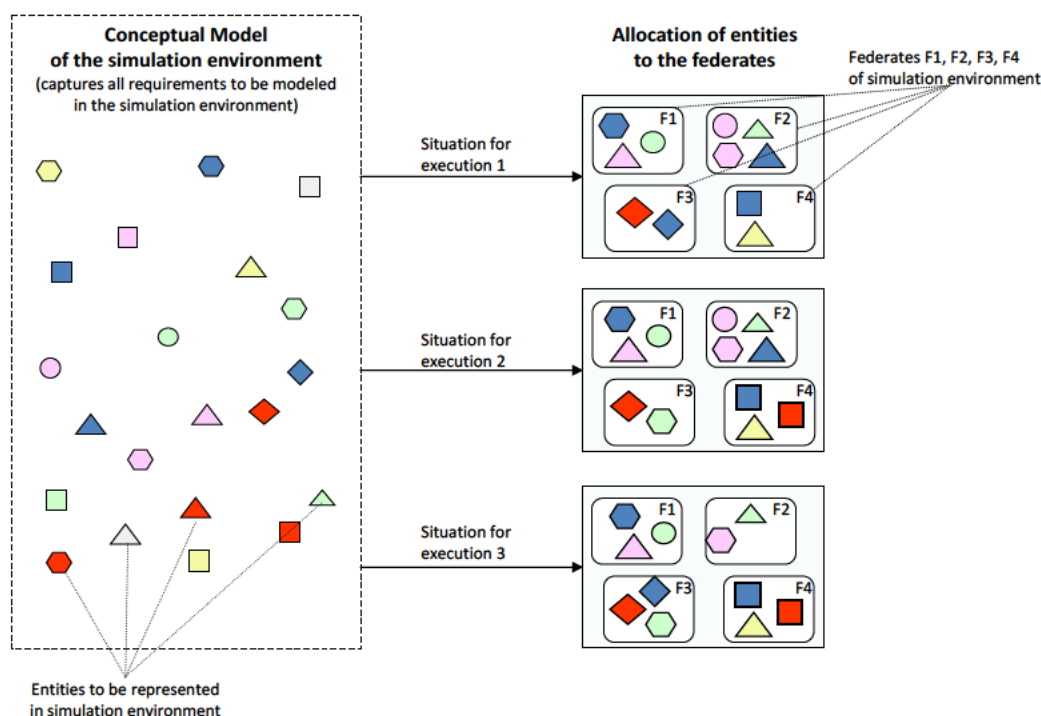 Conceptual Model
of the simulation environment
(captures all requirements to be modeled
in the simulation environment)
Allocation of entities
to the federates
Federates F1, F2, F3, F4
of simulation environment
Situation for
execution 1
F1
F2
F3
F4
Situation for
execution 2
F1
F2
F3
F4
Situation for
execution 3
F1
F2
F3
F4
Entities to be represented
in simulation environment